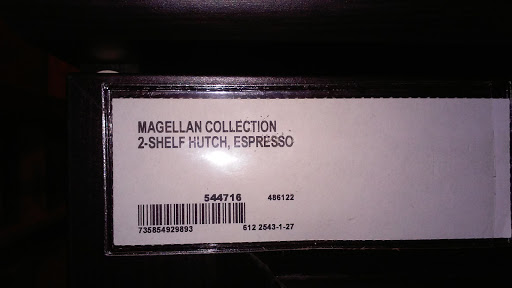 MAGELLAN COLLECTION
2-SHELF HUTCH, ESPRESSO
544716 486122
735854929893 612 2543-1-27